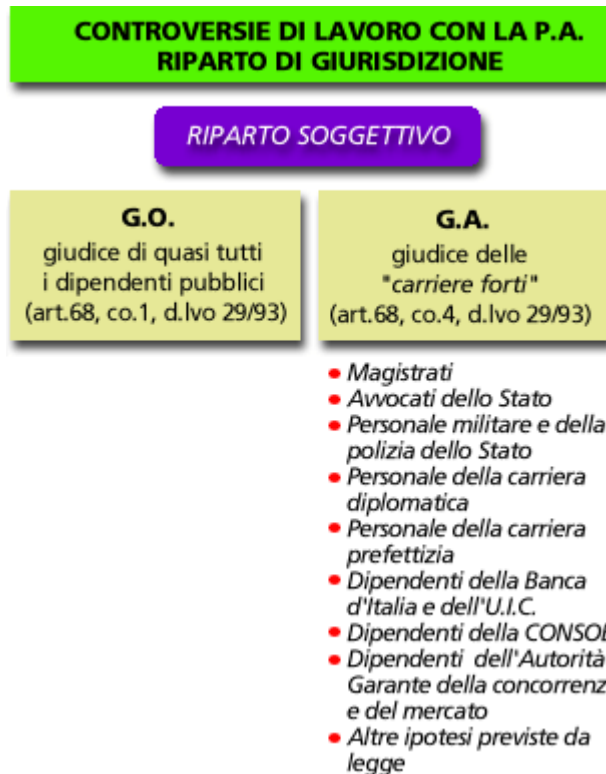 CONTROVERSIE DI LAVORO CON LA P.A.
RIPARTO DI GIURISDIZIONE
RIPARTO SOGGETTIVO
G.O.
giudice di quasi tutti
i dipendenti pubblici
(art.68, co.1, d.lvo 29/93)
G.A.
giudice delle
"carriere forti"
(art.68, co.4, d.lvo 29/93)
Magistrati
Avvocati dello Stato
Personale militare e della
polizia dello Stato
Personale della carriera
diplomatica
Personale della carriera
prefettizia
Dipendenti della Banca
d'Italia e dell'U.I.C.
Dipendenti della
Dipendenti dell'Autorità
Garante della
e del mercato
Altre ipotesi previste da
legge